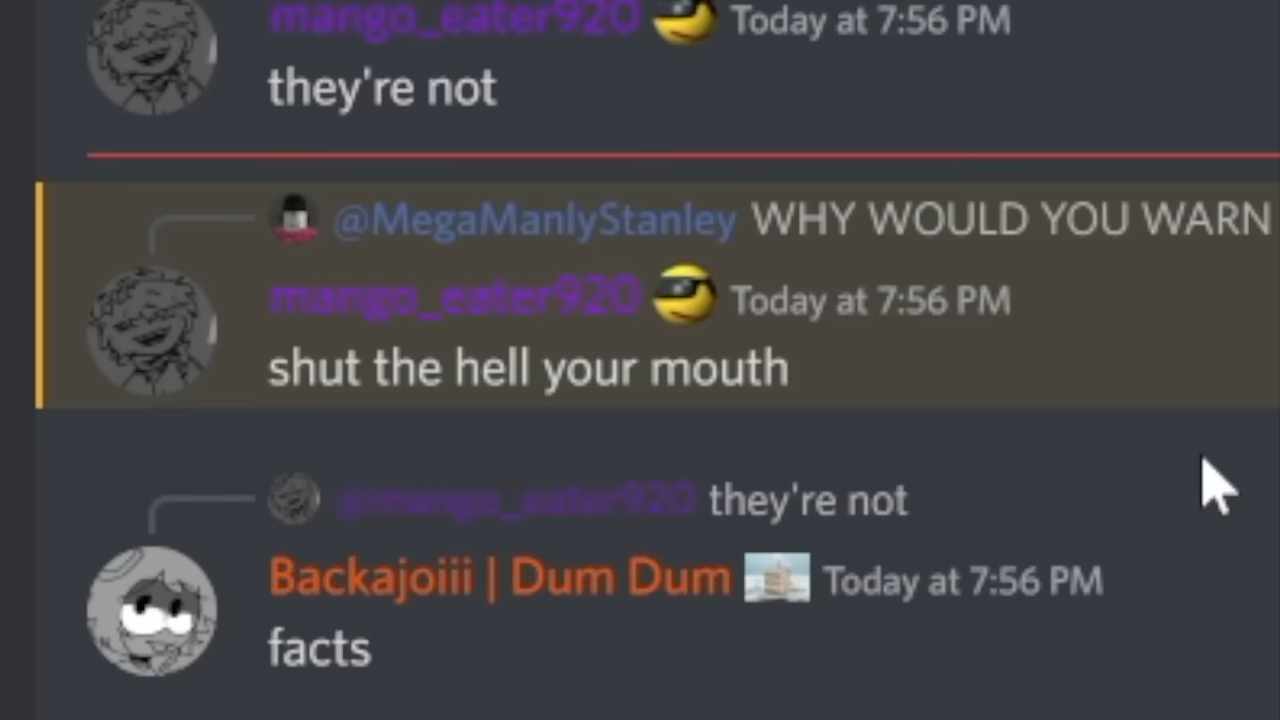 mango_eater920 Today at 7:56 PM
they're not
@MegaManlyStanley WHY WOULD YOU WARN
mango_eater920 Today at 7:56 PM
shut the hell your mouth
@mango_eater920 they're not
Backajoiii | Dum Dum Today at 7:56 PM
facts